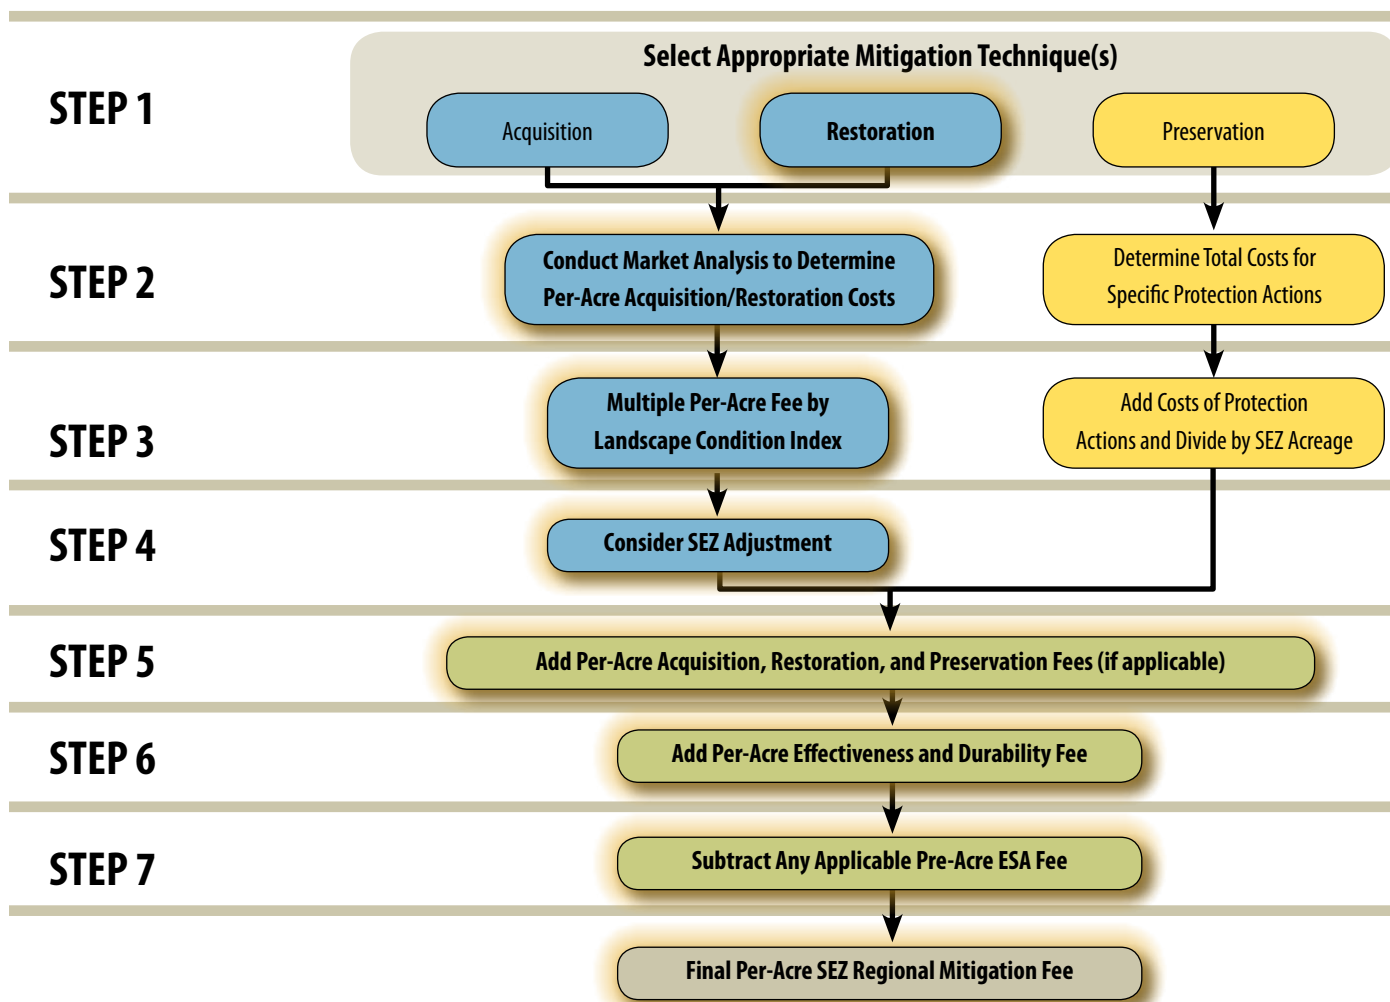 Select Appropriate Mitigation Technique(s)
STEP 1
Acquisition
Restoration
Preservation
STEP 2
Conduct Market Analysis to Determine
Per-Acre Acquisition/Restoration Costs
Determine Total Costs for
Specific Protection Actions
STEP 3
Multiple Per-Acre Fee by
Landscape Condition Index
Add Costs of Protection
Actions and Divide by SEZ Acreage
STEP 4
Consider SEZ Adjustment
STEP 5
Add Per-Acre Acquisition, Restoration, and Preservation Fees (if applicable)
STEP 6
Add Per-Acre Effectiveness and Durability Fee
STEP 7
Subtract Any Applicable Pre-Acre ESA Fee
Final Per-Acre SEZ Regional Mitigation Fee